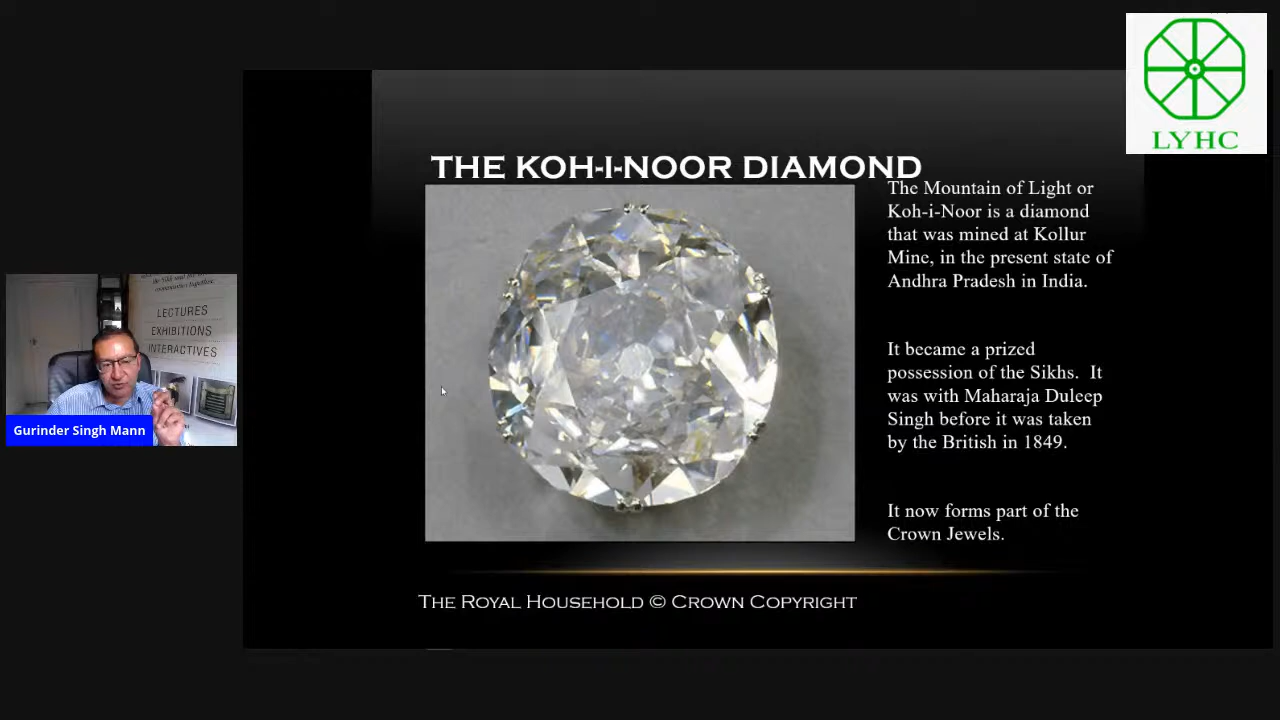 LYHC
THE KOH-I-NOOR DIAMOND
The Mountain of Light or
Koh-i-Noor is a diamond
that was mined at Kollur
Mine, in the present state of
Andhra Pradesh in India.
It became a prized
possession of the Sikhs. It
was with Maharaja Duleep
Singh before it was taken
by the British in 1849.
It now forms part of the
Crown Jewels.
THE ROYAL HOUSEHOLD © CROWN COPYRIGHT
LECTURES
EXHIBITIONS
INTERACTIVES
Gurinder Singh Mann